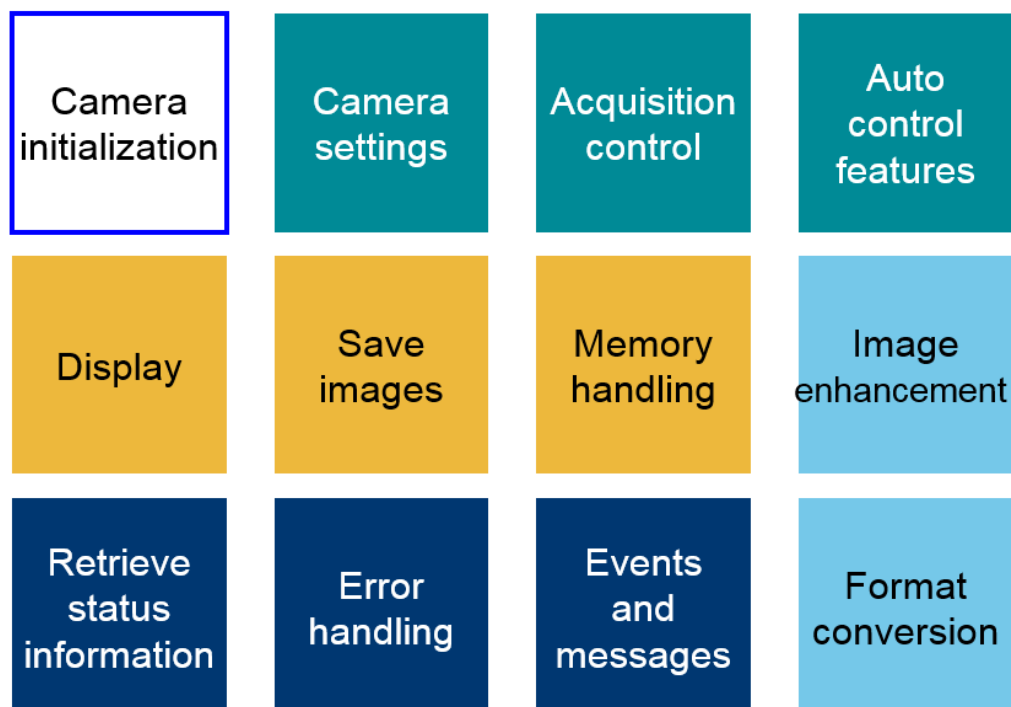 Camera
initialization
Camera
settings
Acquisition
control
Auto
control
features
Display
Save
images
Memory
handling
Image
enhancement
Retrieve
status
information
Error
handling
Events
and
messages
Format
conversion